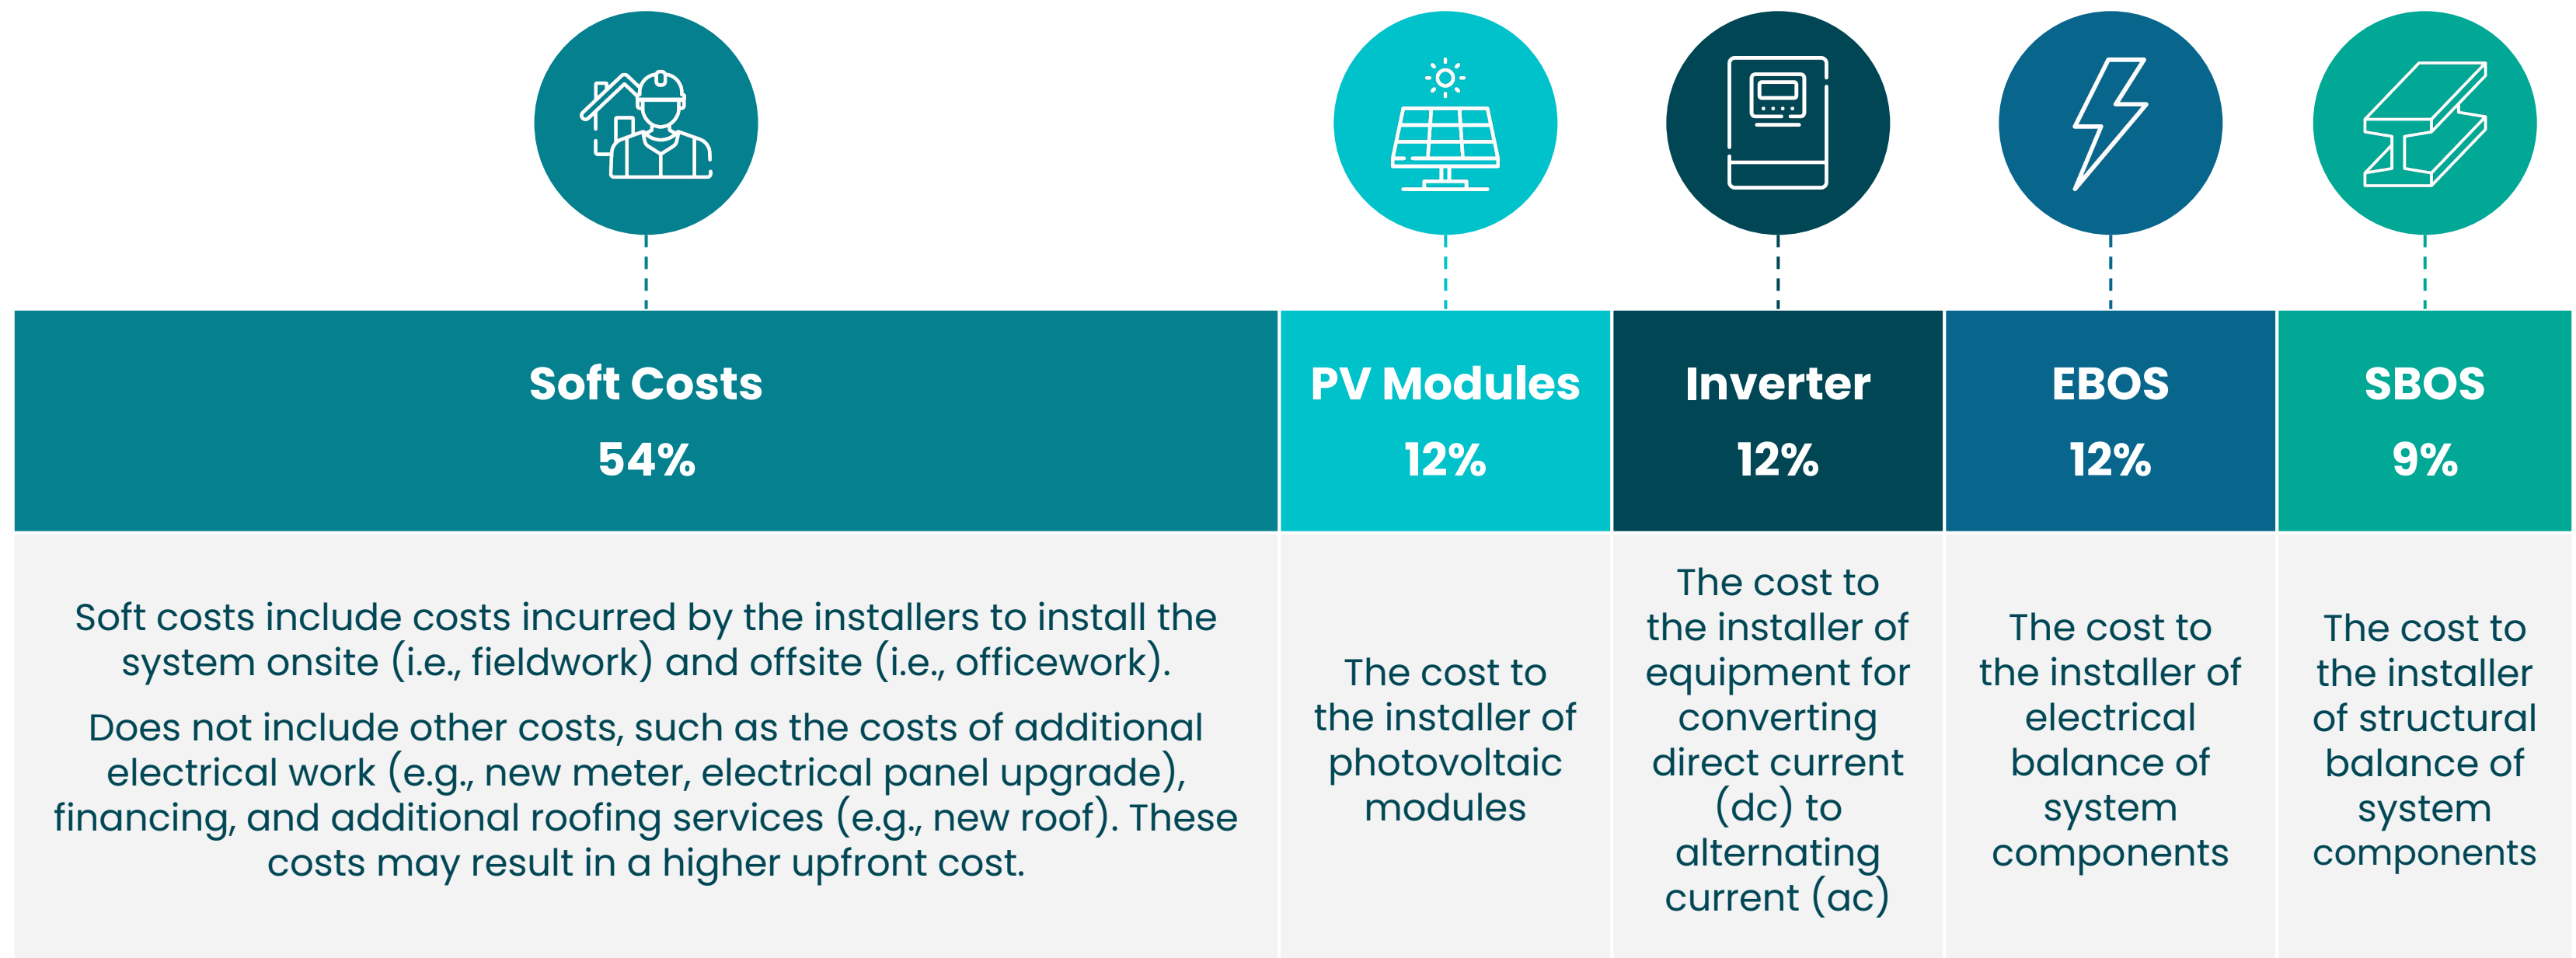 Soft Costs
54%
PV Modules
12%
Inverter
12%
EBOS
12%
SBOS
9%
Soft costs include costs incurred by the installers to install the
system onsite (i.e., fieldwork) and offsite (i.e., officework).
Does not include other costs, such as the costs of additional
electrical work (e.g., new meter, electrical panel upgrade),
financing, and additional roofing services (e.g., new roof). These
costs may result in a higher upfront cost.
The cost to
the installer of
photovoltaic
modules
The cost to
the installer of
equipment for
converting
direct current
(dc) to
alternating
current (ac)
The cost to
the installer of
electrical
balance of
system
components
The cost to
the installer
of structural
balance of
system
components